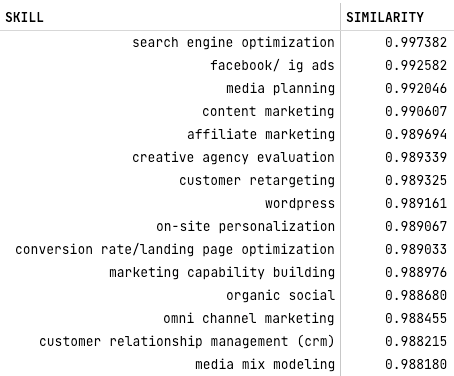 SKILL SIMILARITY
search engine optimization 0.997382
facebook/ ig ads 0.992582
media planning 0.992046
content marketing 0.990607
affiliate marketing 0.989694
creative agency evaluation 0.989339
customer retargeting 0.989325
wordpress 0.989161
on-site personalization 0.989067
conversion rate/landing page optimization 0.989033
marketing capability building 0.988976
organic social 0.988680
omni channel marketing 0.988455
customer relationship management (crm) 0.988215
media mix modeling 0.988180